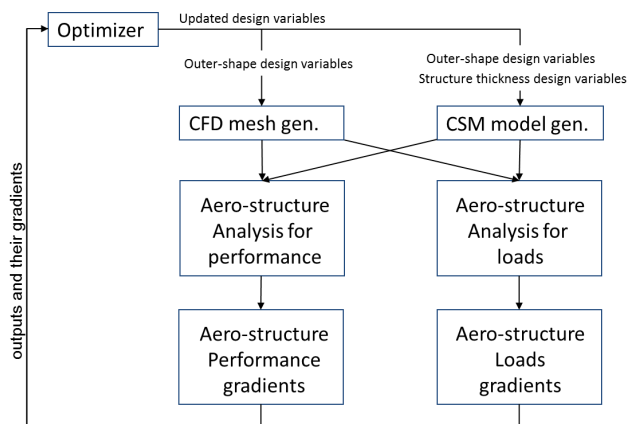 Optimizer
Updated design variables
Outer-shape design variables
Outer-shape design variables
Structure thickness design variables
CFD mesh gen.
CSM model gen.
Aero-structure
Analysis for
performance
Aero-structure
Analysis for
loads
Aero-structure
Performance
gradients
Aero-structure
Loads
gradients
outputs and their gradients